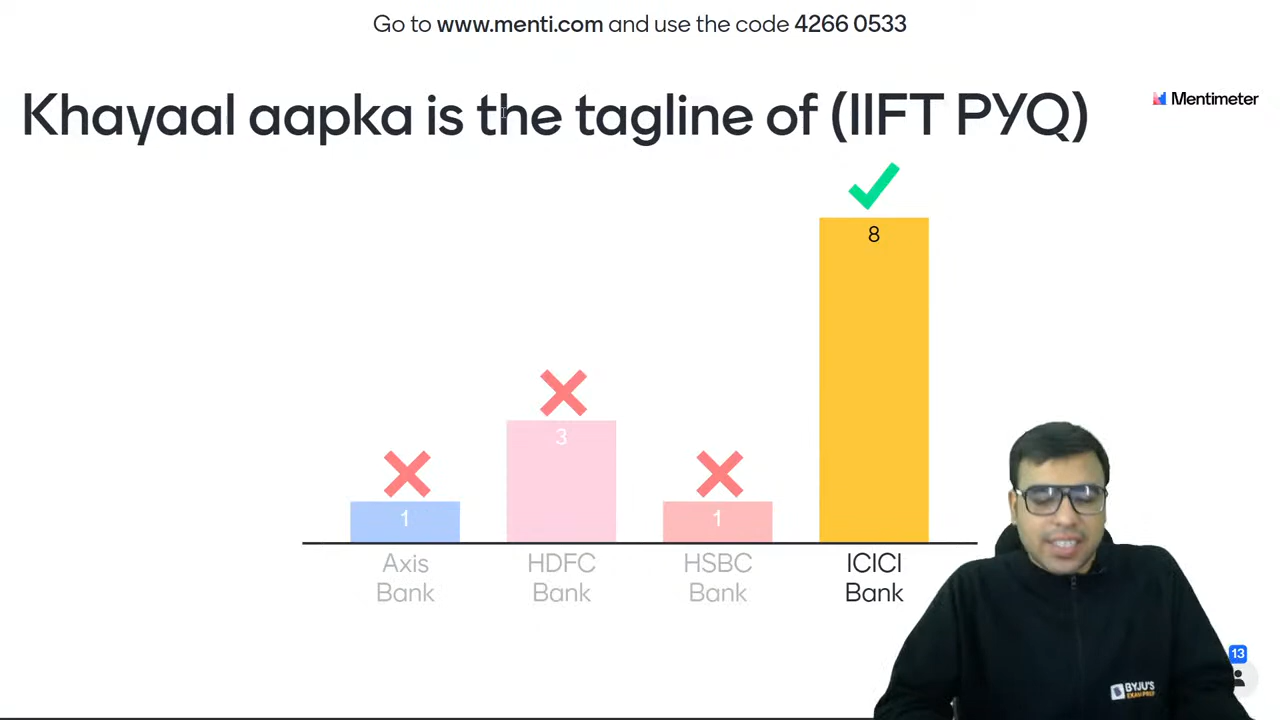 Go to www.menti.com and use the code 4266 0533
Khayaal aapka is the tagline of (IIFT PYQ)
Mentimeter
8
3
1
1
Axis Bank
HDFC Bank
HSBC Bank
ICICI Bank
13
BYJU'S
EXAM PREP